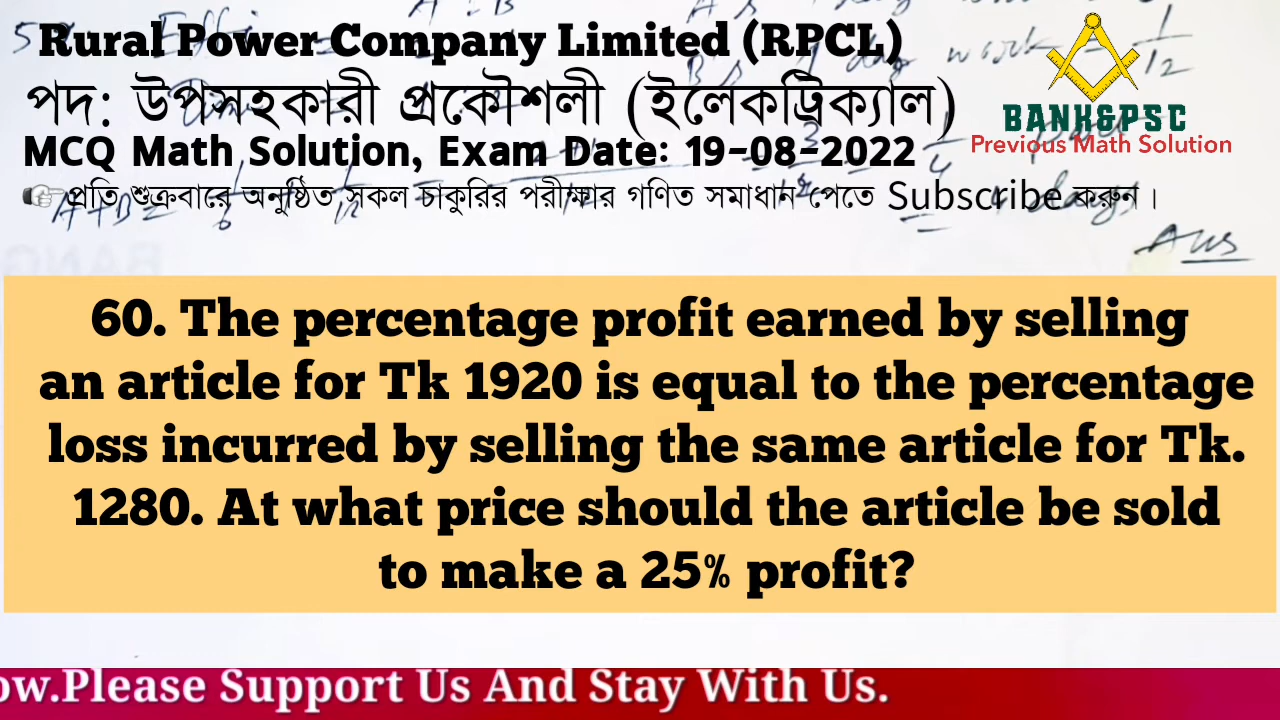 Rural Power Company Limited (RPCL)
পদ: উপসহকারী প্রকৌশলী (ইলেকট্রিক্যাল)
BANK&PSC
Previous Math Solution
MCQ Math Solution, Exam Date: 19-08-2022
👉 প্রতি শুক্রবারে অনুষ্ঠিত সকল চাকুরির পরীক্ষার গণিত সমাধান পেতে Subscribe করুন।
Ans
60. The percentage profit earned by selling
an article for Tk 1920 is equal to the percentage
loss incurred by selling the same article for Tk.
1280. At what price should the article be sold
to make a 25% profit?
ow.Please Support Us And Stay With Us.